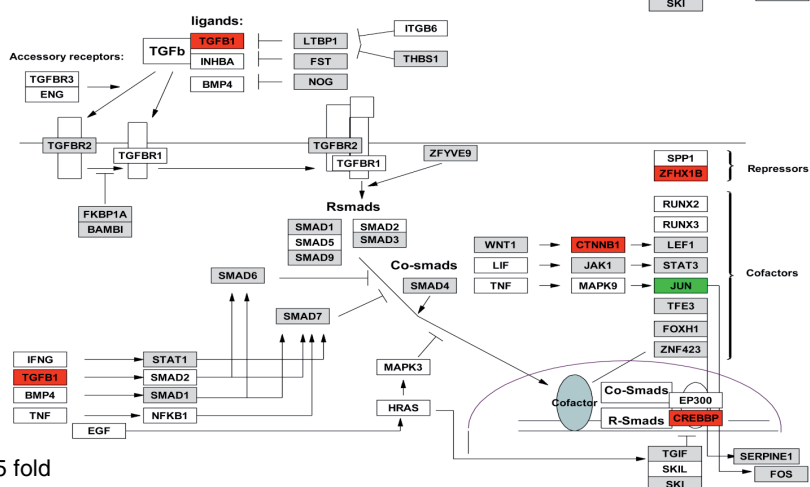 SKI
ligands:
TGFb
TGFB1
INHBA
BMP4
LTBP1
FST
NOG
ITGB6
THBS1
Accessory receptors:
TGFBR3
ENG
TGFBR2
TGFBR1
TGFBR2
TGFBR1
ZFYVE9
FKBP1A
BAMBI
Rsmads
SMAD1
SMAD5
SMAD9
SMAD2
SMAD3
SPP1
ZFHX1B
Repressors
RUNX2
RUNX3
WNT1
CTNNB1
LEF1
LIF
JAK1
STAT3
TNF
MAPK9
JUN
TFE3
FOXH1
ZNF423
Cofactors
Co-smads
SMAD4
SMAD6
SMAD7
IFNG
STAT1
TGFB1
SMAD2
BMP4
SMAD1
TNF
NFKB1
EGF
MAPK3
HRAS
Cofactor
Co-Smads
R-Smads
EP300
CREBBP
TGIF
SKIL
SKI
SERPINE1
FOS
5 fold